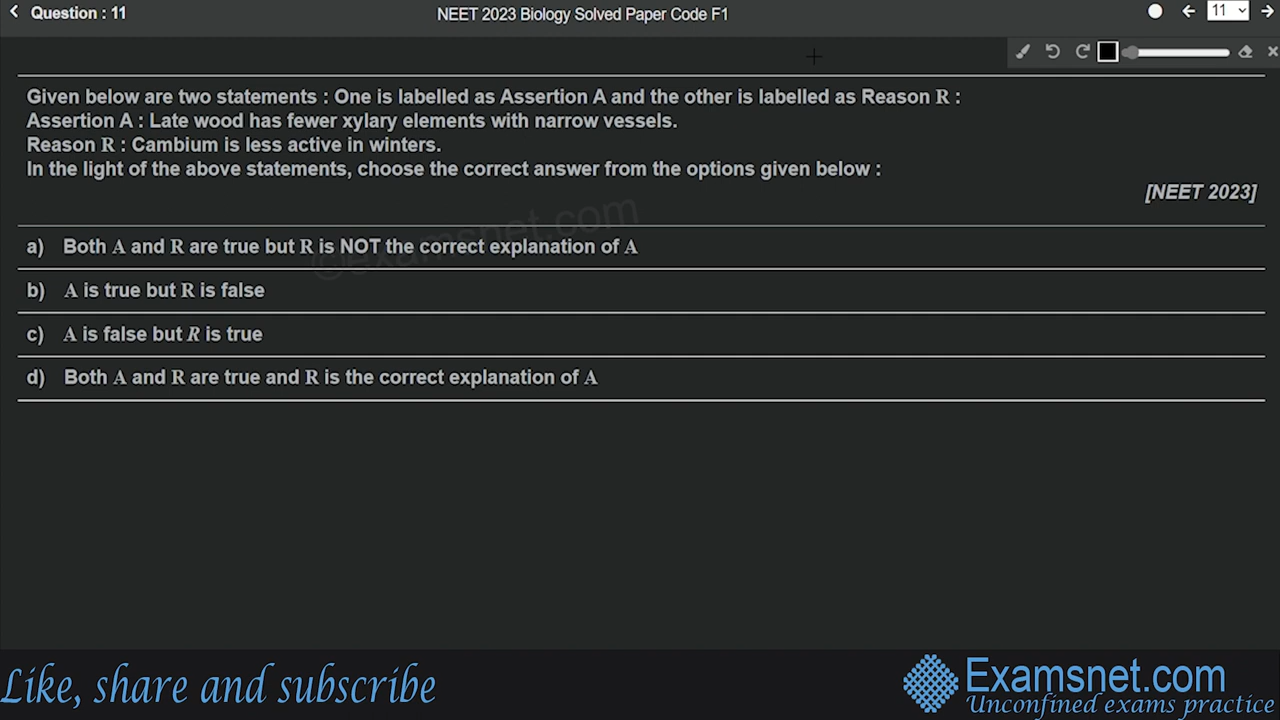 Question : 11
NEET 2023 Biology Solved Paper Code F1
11
Given below are two statements : One is labelled as Assertion A and the other is labelled as Reason R :
Assertion A : Late wood has fewer xylary elements with narrow vessels.
Reason R : Cambium is less active in winters.
In the light of the above statements, choose the correct answer from the options given below :
[NEET 2023]
©examsnet.com
a) Both A and R are true but R is NOT the correct explanation of A
b) A is true but R is false
c) A is false but R is true
d) Both A and R are true and R is the correct explanation of A
Like, share and subscribe
Examsnet.com
Unconfined exams practice